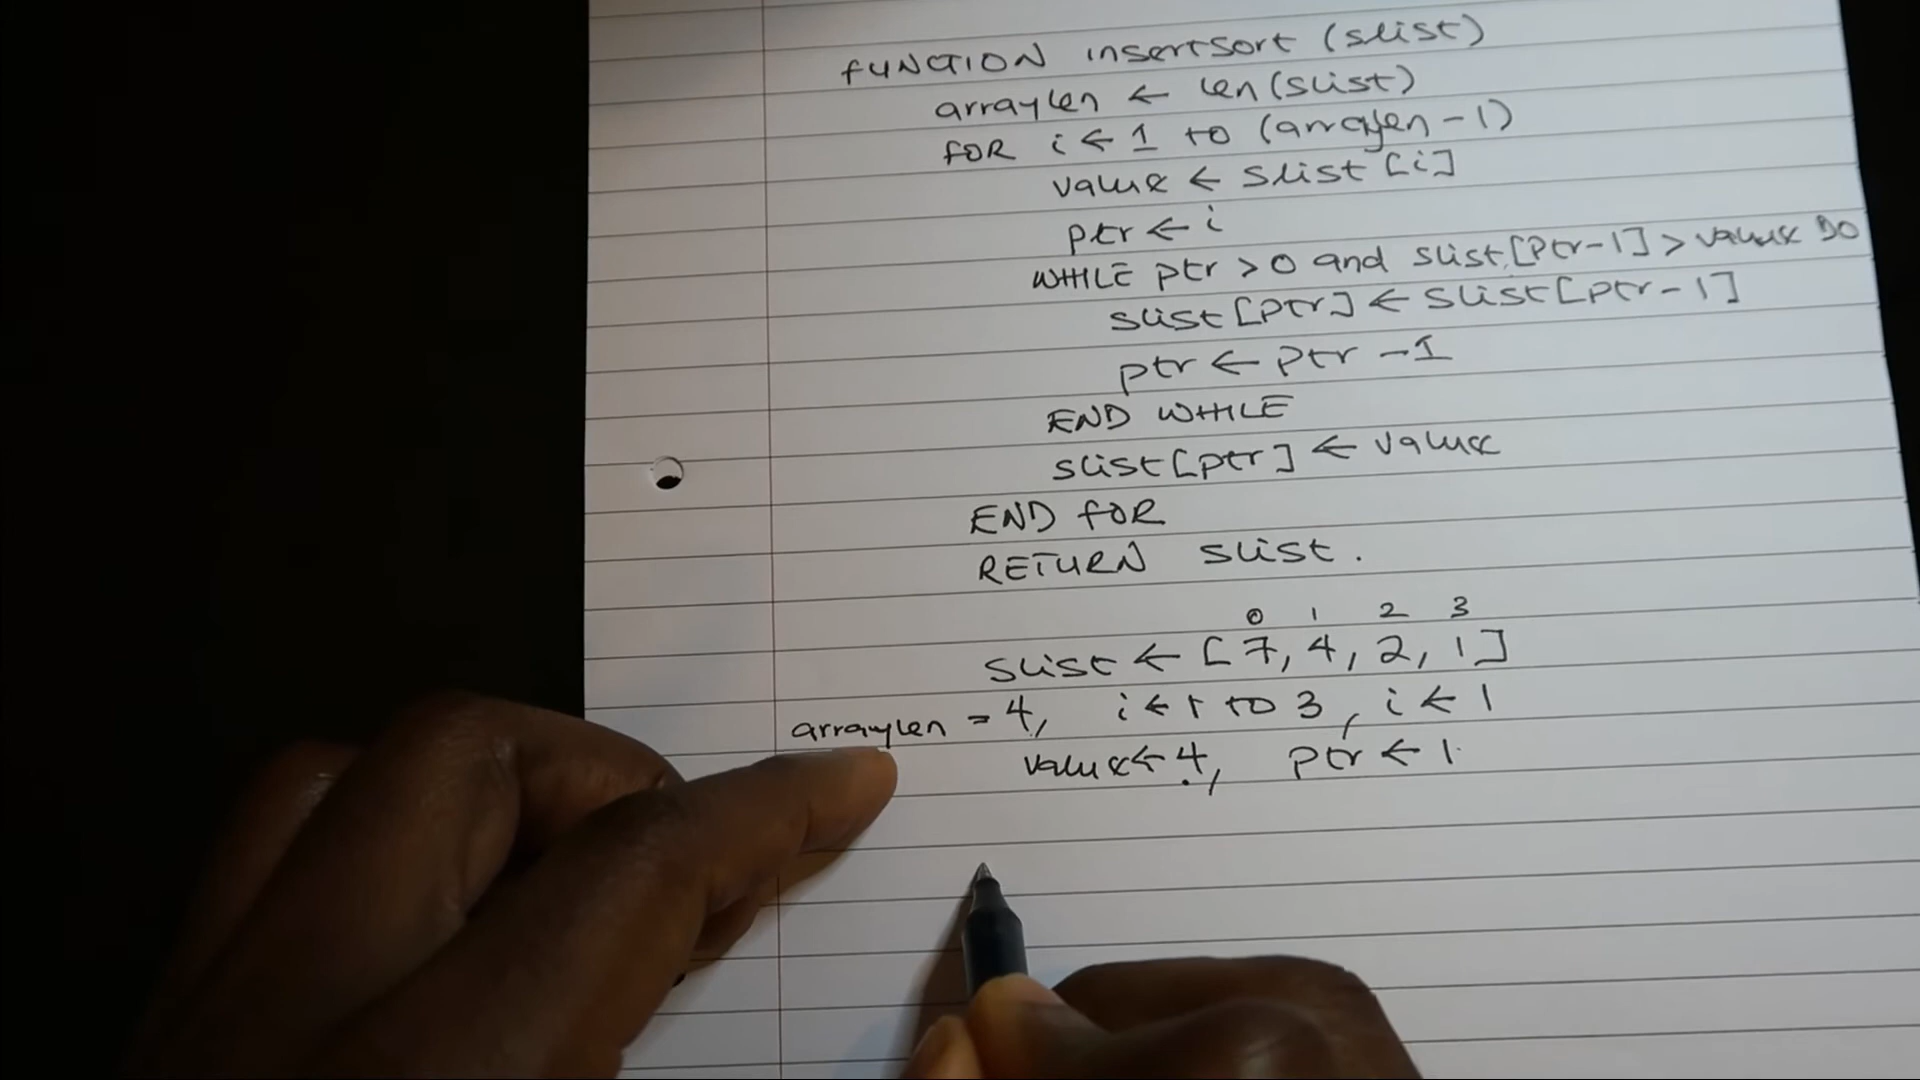 FUNCTION insertsort (slist)
arraylen ← len(slist)
FOR i ← 1 to (arraylen - 1)
value ← slist [i]
ptr ← i
WHILE ptr > 0 and slist[ptr-1] > value DO
slist [ptr] ← slist[ptr-1]
ptr ← ptr -1
END WHILE
slist[ptr] ← value
END FOR
RETURN slist.
0 1 2 3
slist ← [7, 4, 2, 1]
arraylen = 4, i ← 1 to 3, i ← 1
value ← 4, ptr ← 1